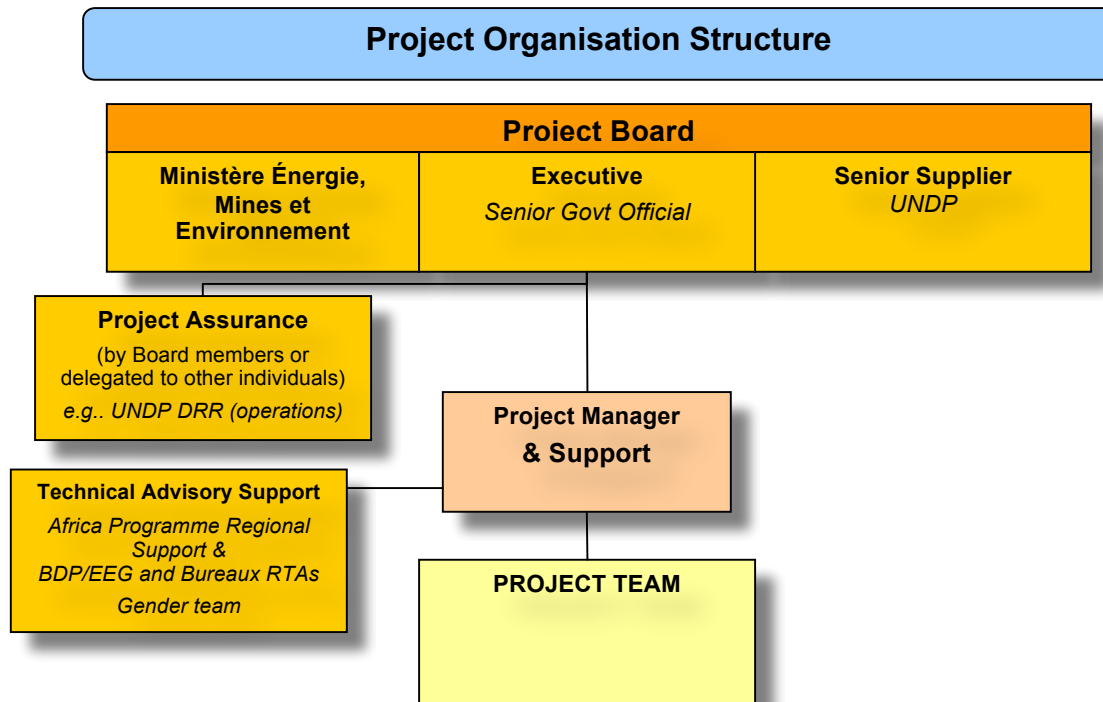 Project Organisation Structure
Project Board
Ministère Énergie,
Mines et
Environnement
Executive
Senior Govt Official
Senior Supplier
UNDP
Project Assurance
(by Board members or
delegated to other individuals)
e.g.. UNDP DRR (operations)
Project Manager
& Support
Technical Advisory Support
Africa Programme Regional
Support &
BDP/EEG and Bureaux RTAs
Gender team
PROJECT TEAM